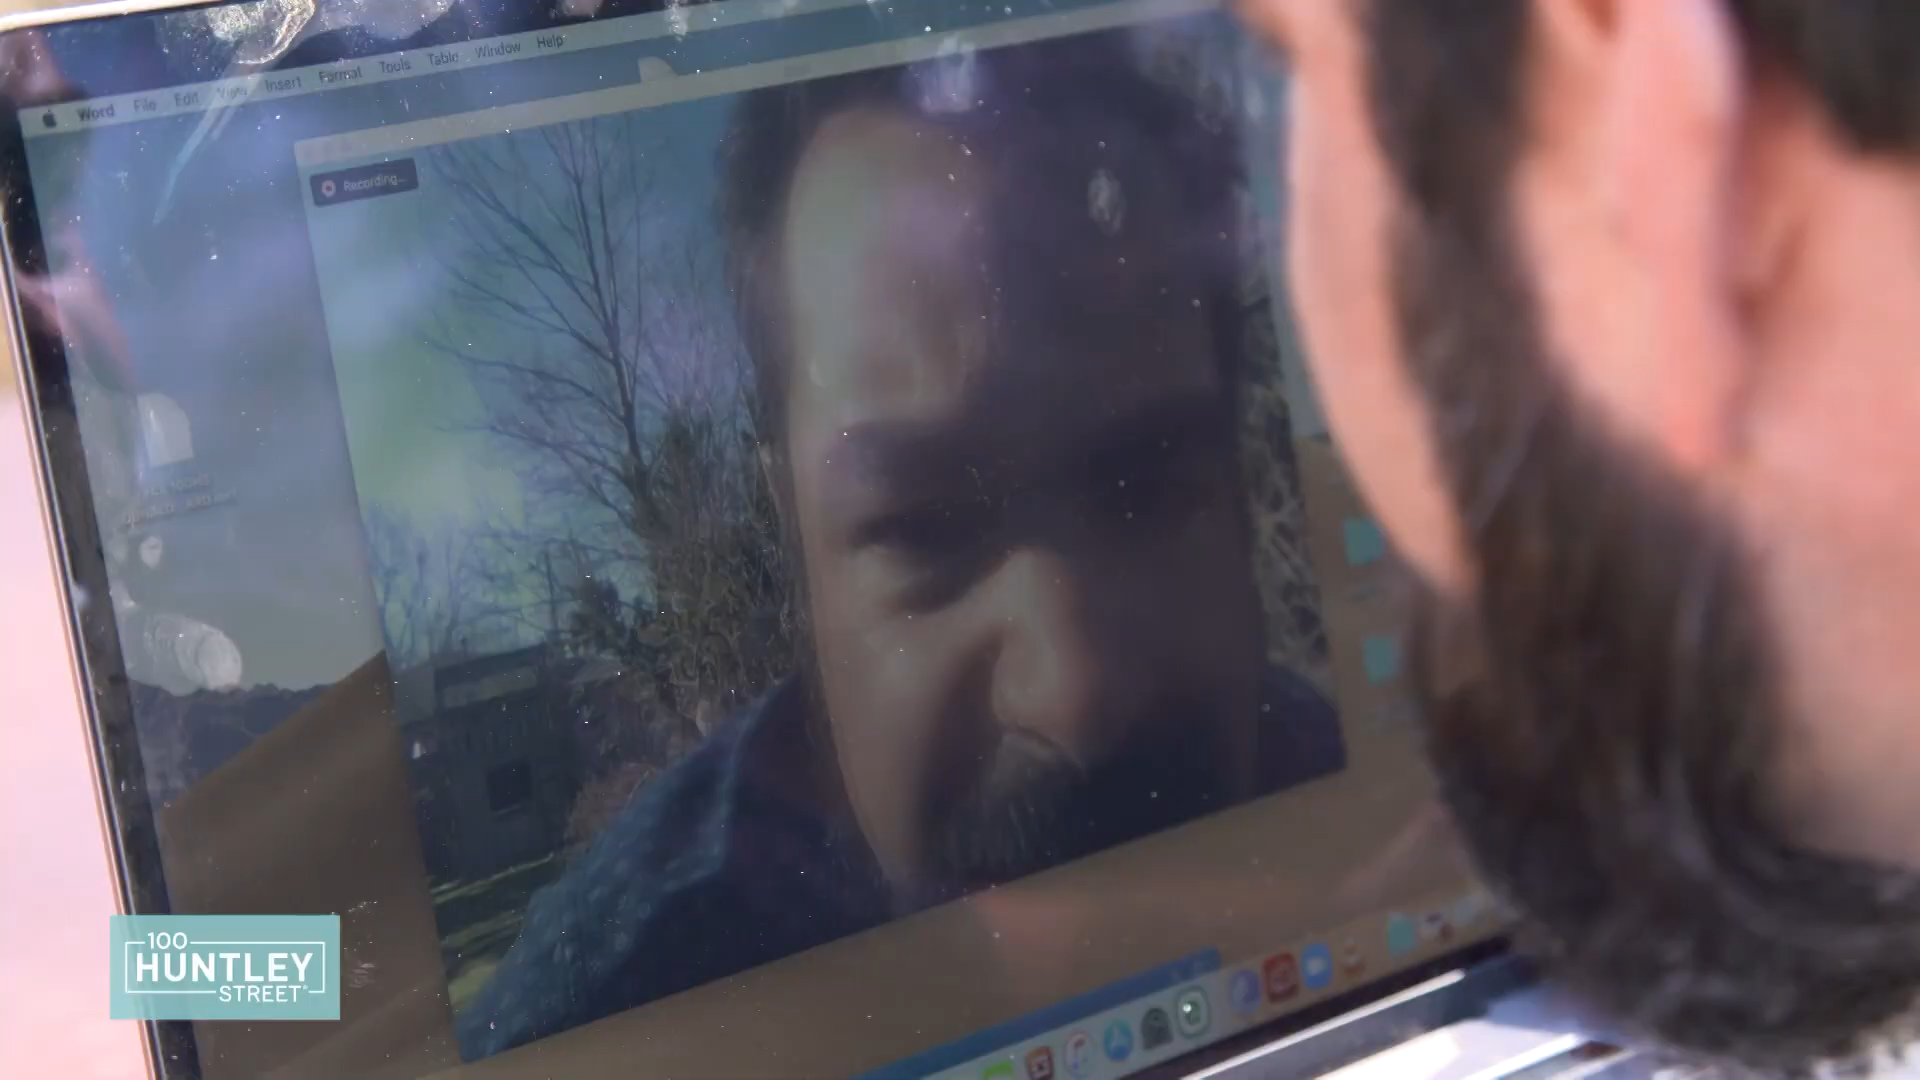 Word File Edit View Insert Format Tools Table Window Help
Recording...
100
HUNTLEY
STREET